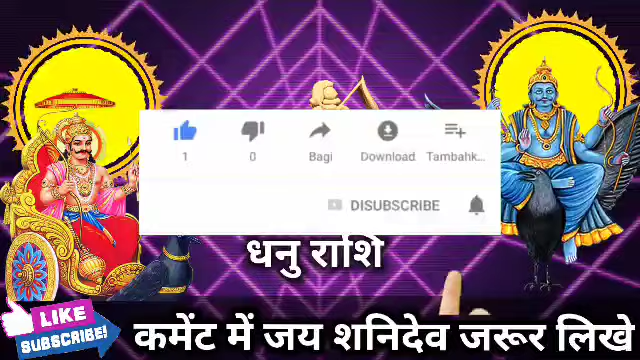 1 0 Bagi Download Tambahk...
DISUBSCRIBE
धनु राशि
LIKE
SUBSCRIBE!
कमेंट में जय शनिदेव जरूर लिखे